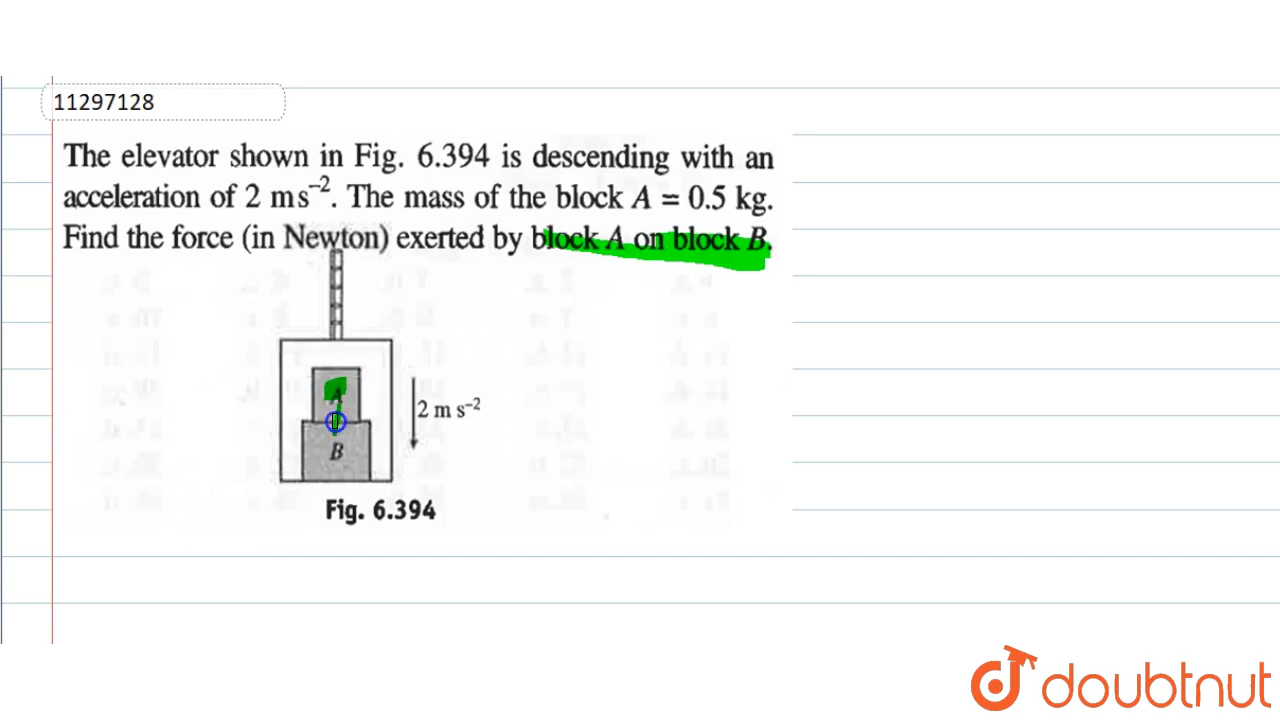 11297128
The elevator shown in Fig. 6.394 is descending with an
acceleration of 2 ms⁻². The mass of the block A = 0.5 kg.
Find the force (in Newton) exerted by block A on block B.
A
2 m s⁻²
B
Fig. 6.394
doubtnut